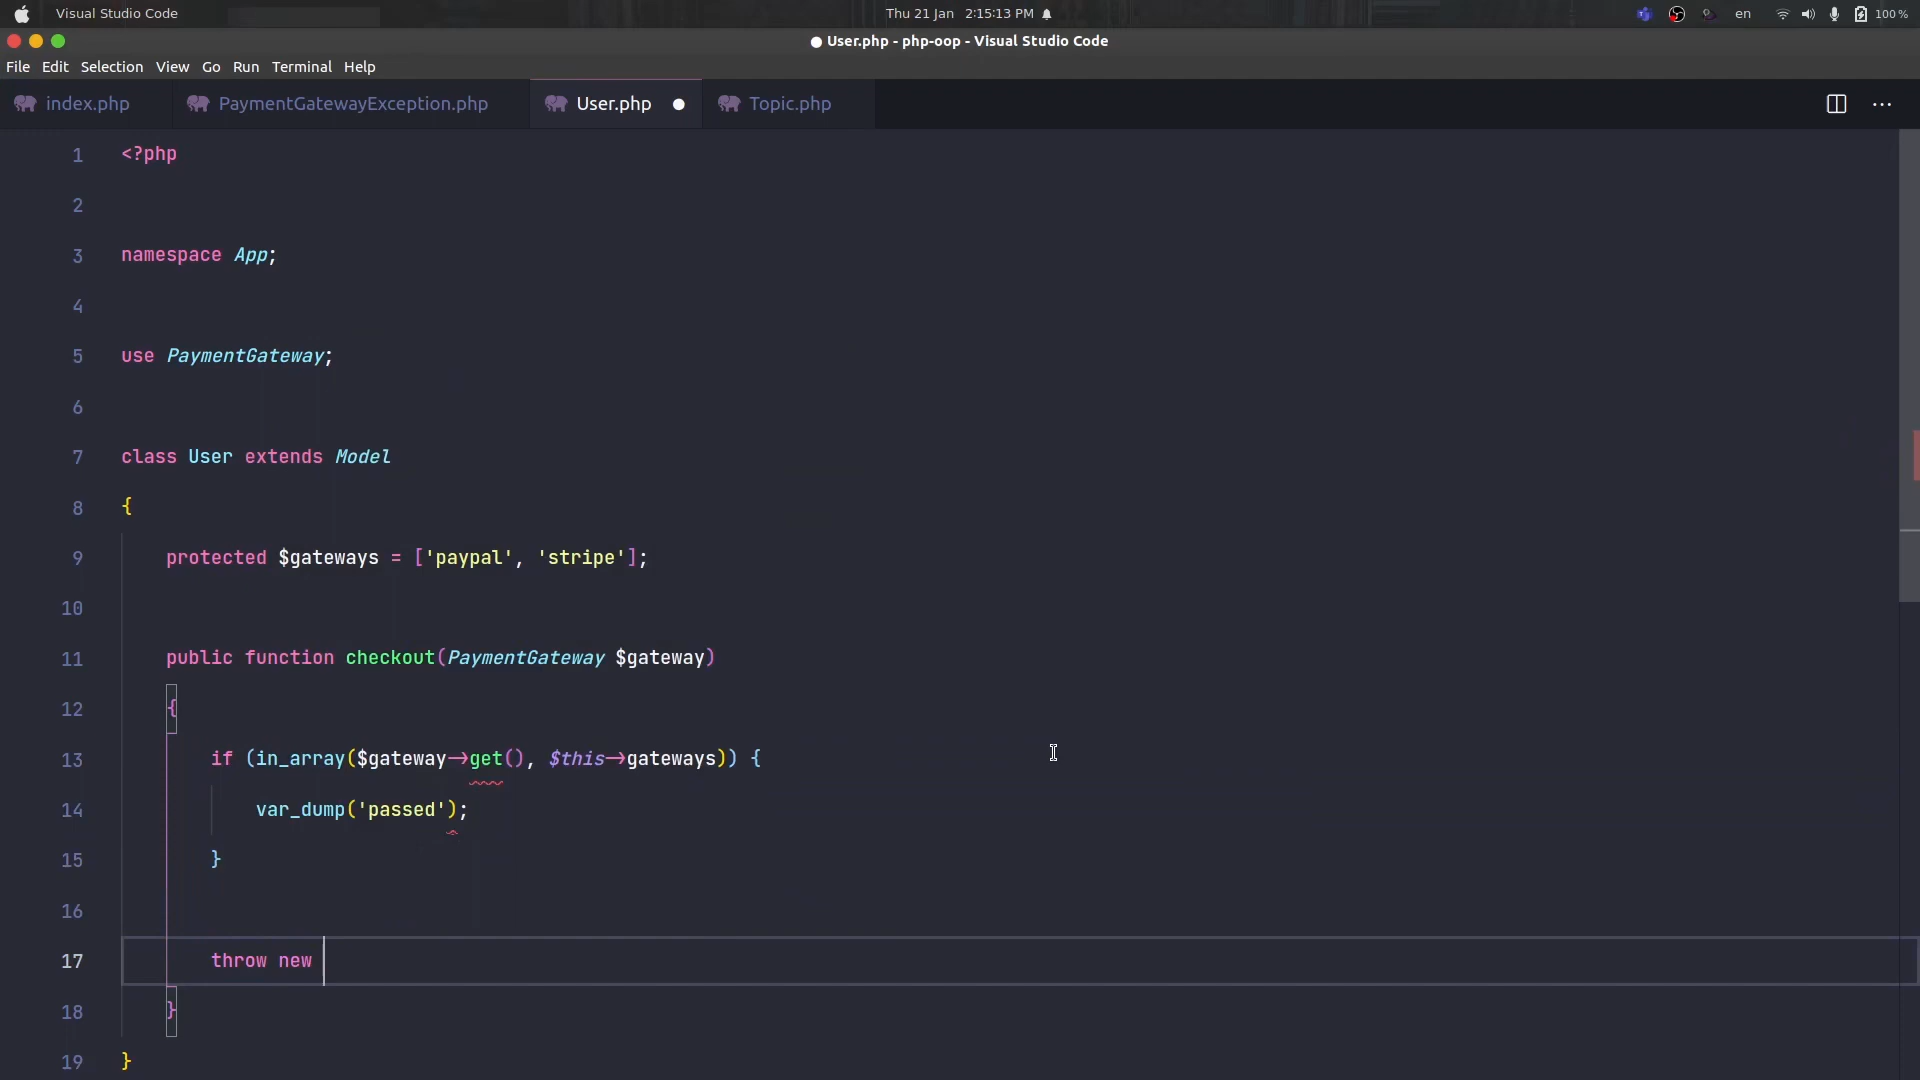 Visual Studio Code
Thu 21 Jan 2:15:13 PM
en
100 %
● User.php - php-oop - Visual Studio Code
File Edit Selection View Go Run Terminal Help
index.php
PaymentGatewayException.php
User.php ●
Topic.php
1 <?php
2
3 namespace App;
4
5 use PaymentGateway;
6
7 class User extends Model
8 {
9 protected $gateways = ['paypal', 'stripe'];
10
11 public function checkout(PaymentGateway $gateway)
12 {
13 if (in_array($gateway->get(), $this->gateways)) {
14 var_dump('passed');
15 }
16
17 throw new
18 }
19 }